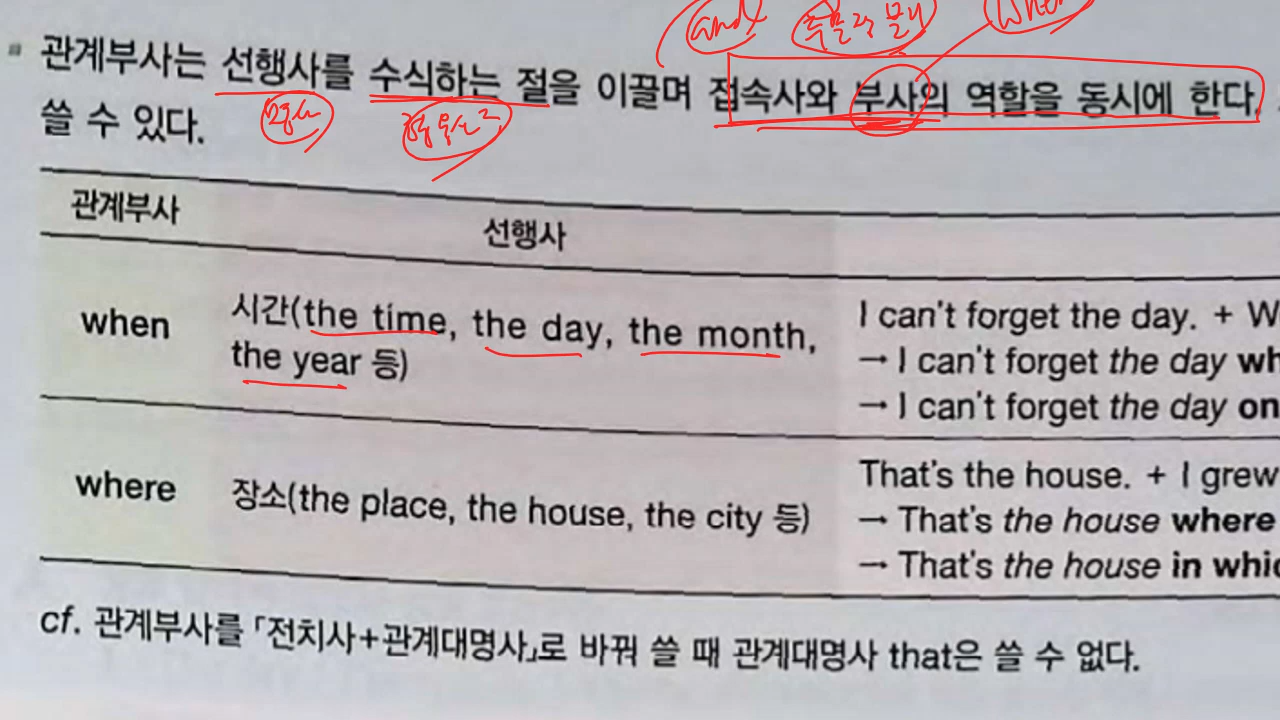 and
관계부사는 선행사를 수식하는 절을 이끌며 접속사와 부사의 역할을 동시에 한다.
쓸 수 있다.
관계부사 선행사
when 시간(the time, the day, the month,
the year 등)
I can't forget the day. + W
→ I can't forget the day wh
→ I can't forget the day on
where 장소(the place, the house, the city 등)
That's the house. + I grew
→ That's the house where
→ That's the house in whic
cf. 관계부사를 「전치사+관계대명사」로 바꿔 쓸 때 관계대명사 that은 쓸 수 없다.